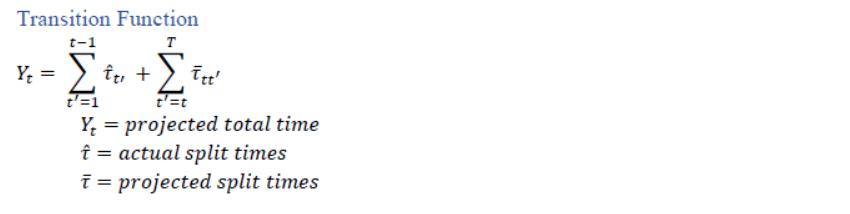 Transition Function
Y_t = \sum_{t'=1}^{t-1} \hat{τ}_{t'} + \sum_{t'=t}^{T} \bar{τ}_{tt'}
Y_t = projected total time
\hat{τ} = actual split times
\bar{τ} = projected split times